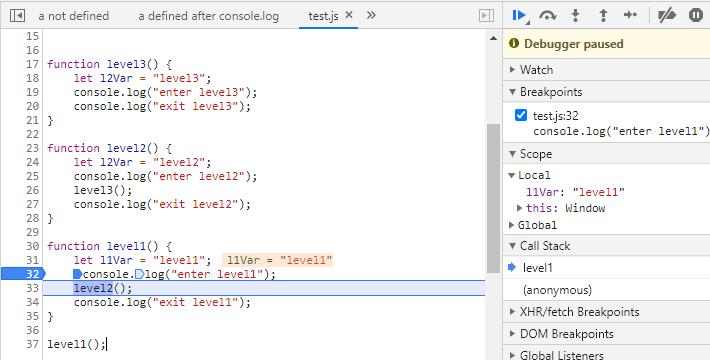 a not defined
a defined after console.log
test.js
15
16
17 function level3() {
18 let l2Var = "level3";
19 console.log("enter level3");
20 console.log("exit level3");
21 }
22
23 function level2() {
24 let l2Var = "level2";
25 console.log("enter level2");
26 level3();
27 console.log("exit level2");
28 }
29
30 function level1() {
31 let l1Var = "level1"; l1Var = "level1"
32 console.log("enter level1");
33 level2();
34 console.log("exit level1");
35 }
36
37 level1();
Debugger paused
Watch
Breakpoints
test.js:32
console.log("enter level1")
Scope
Local
l1Var: "level1"
this: Window
Global
Call Stack
level1
(anonymous)
XHR/fetch Breakpoints
DOM Breakpoints
Global Listeners